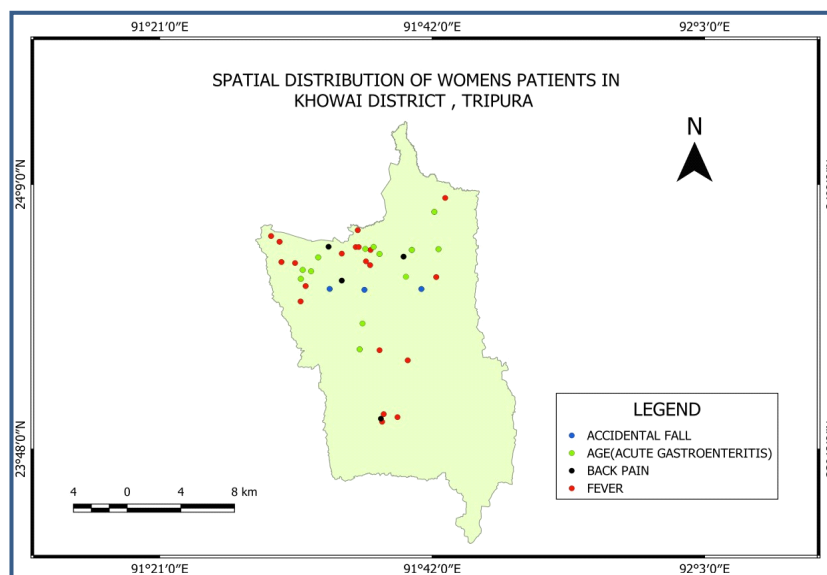 91°21′0″E 91°42′0″E 92°3′0″E
SPATIAL DISTRIBUTION OF WOMENS PATIENTS IN
KHOWAI DISTRICT , TRIPURA
N
24°9′0″N
23°48′0″N
LEGEND
ACCIDENTAL FALL
AGE(ACUTE GASTROENTERITIS)
BACK PAIN
FEVER
4 0 4 8 km
91°21′0″E 91°42′0″E 92°3′0″E